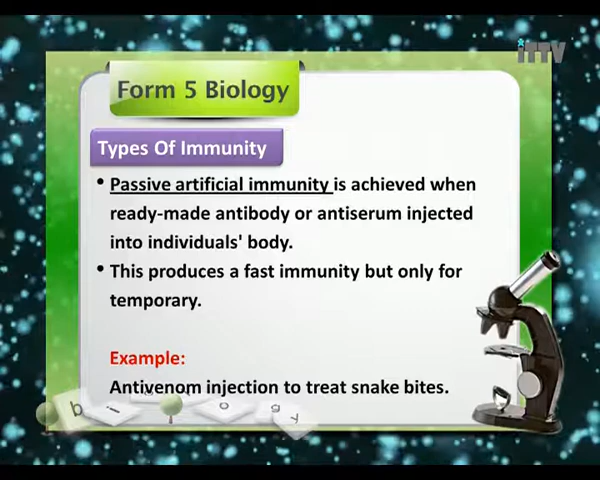 iTTV
Form 5 Biology
Types Of Immunity
• Passive artificial immunity is achieved when
ready-made antibody or antiserum injected
into individuals' body.
• This produces a fast immunity but only for
temporary.
Example:
Antivenom injection to treat snake bites.
b i o g y